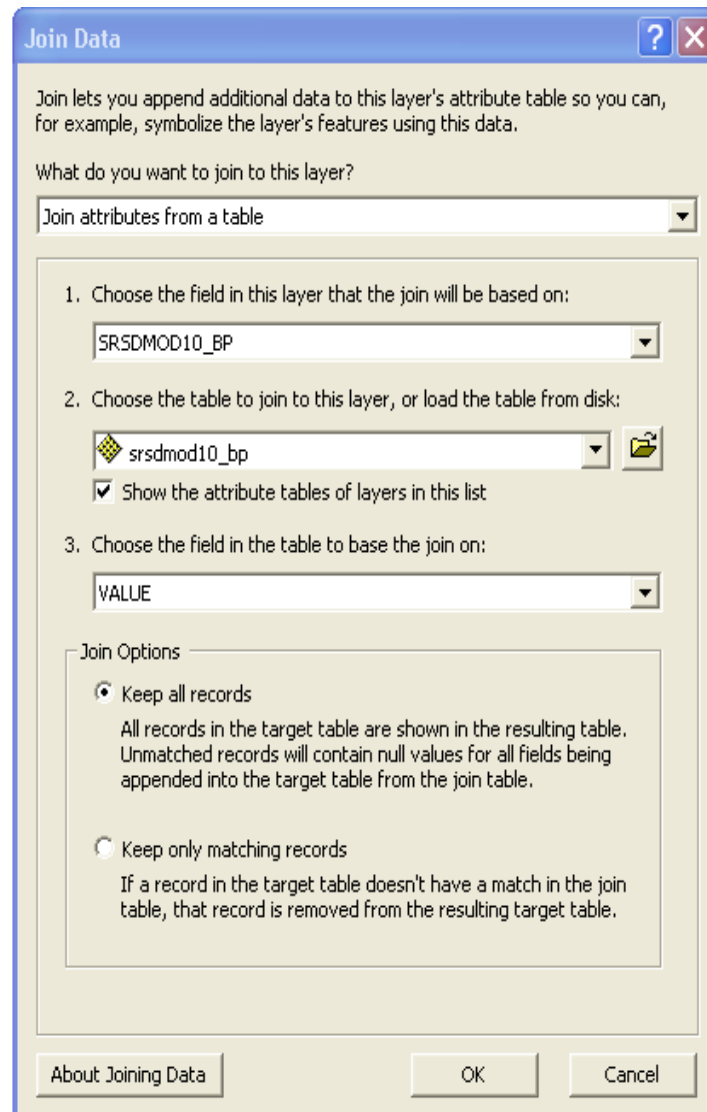 Join Data
?
Join lets you append additional data to this layer's attribute table so you can,
for example, symbolize the layer's features using this data.
What do you want to join to this layer?
Join attributes from a table
1. Choose the field in this layer that the join will be based on:
SRSDMOD10_BP
2. Choose the table to join to this layer, or load the table from disk:
srsdmod10_bp
Show the attribute tables of layers in this list
3. Choose the field in the table to base the join on:
VALUE
Join Options
Keep all records
All records in the target table are shown in the resulting table.
Unmatched records will contain null values for all fields being
appended into the target table from the join table.
Keep only matching records
If a record in the target table doesn't have a match in the join
table, that record is removed from the resulting target table.
About Joining Data
OK
Cancel